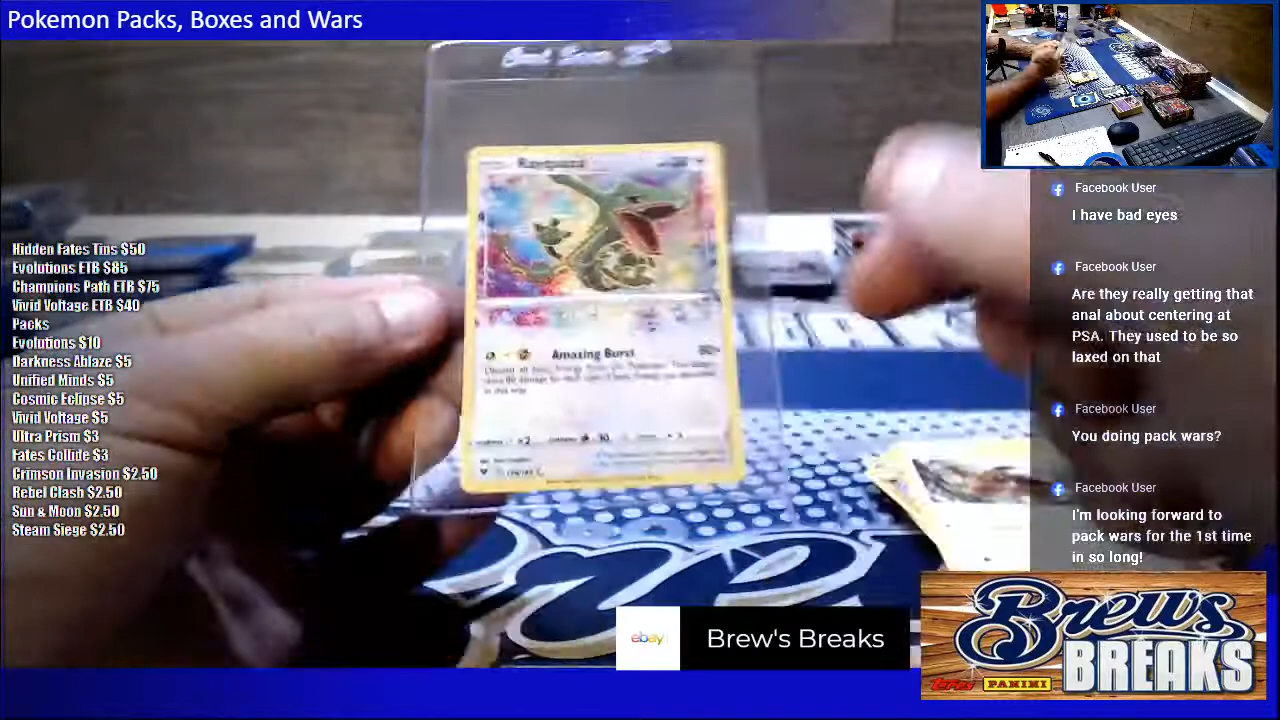 Pokemon Packs, Boxes and Wars
Hidden Fates Tins $50
Evolutions ETB $85
Champions Path ETB $75
Vivid Voltage ETB $40
Packs
Evolutions $10
Darkness Ablaze $5
Unified Minds $5
Cosmic Eclipse $5
Vivid Voltage $5
Ultra Prism $3
Fates Collide $3
Crimson Invasion $2.50
Rebel Clash $2.50
Sun & Moon $2.50
Steam Siege $2.50
Rayquaza
Amazing Burst
80×
Facebook User
I have bad eyes
Facebook User
Are they really getting that
anal about centering at
PSA. They used to be so
laxed on that
Facebook User
You doing pack wars?
Facebook User
I'm looking forward to
pack wars for the 1st time
in so long!
ebay
Brew's Breaks
Brew's
BREAKS
Topps
PANINI